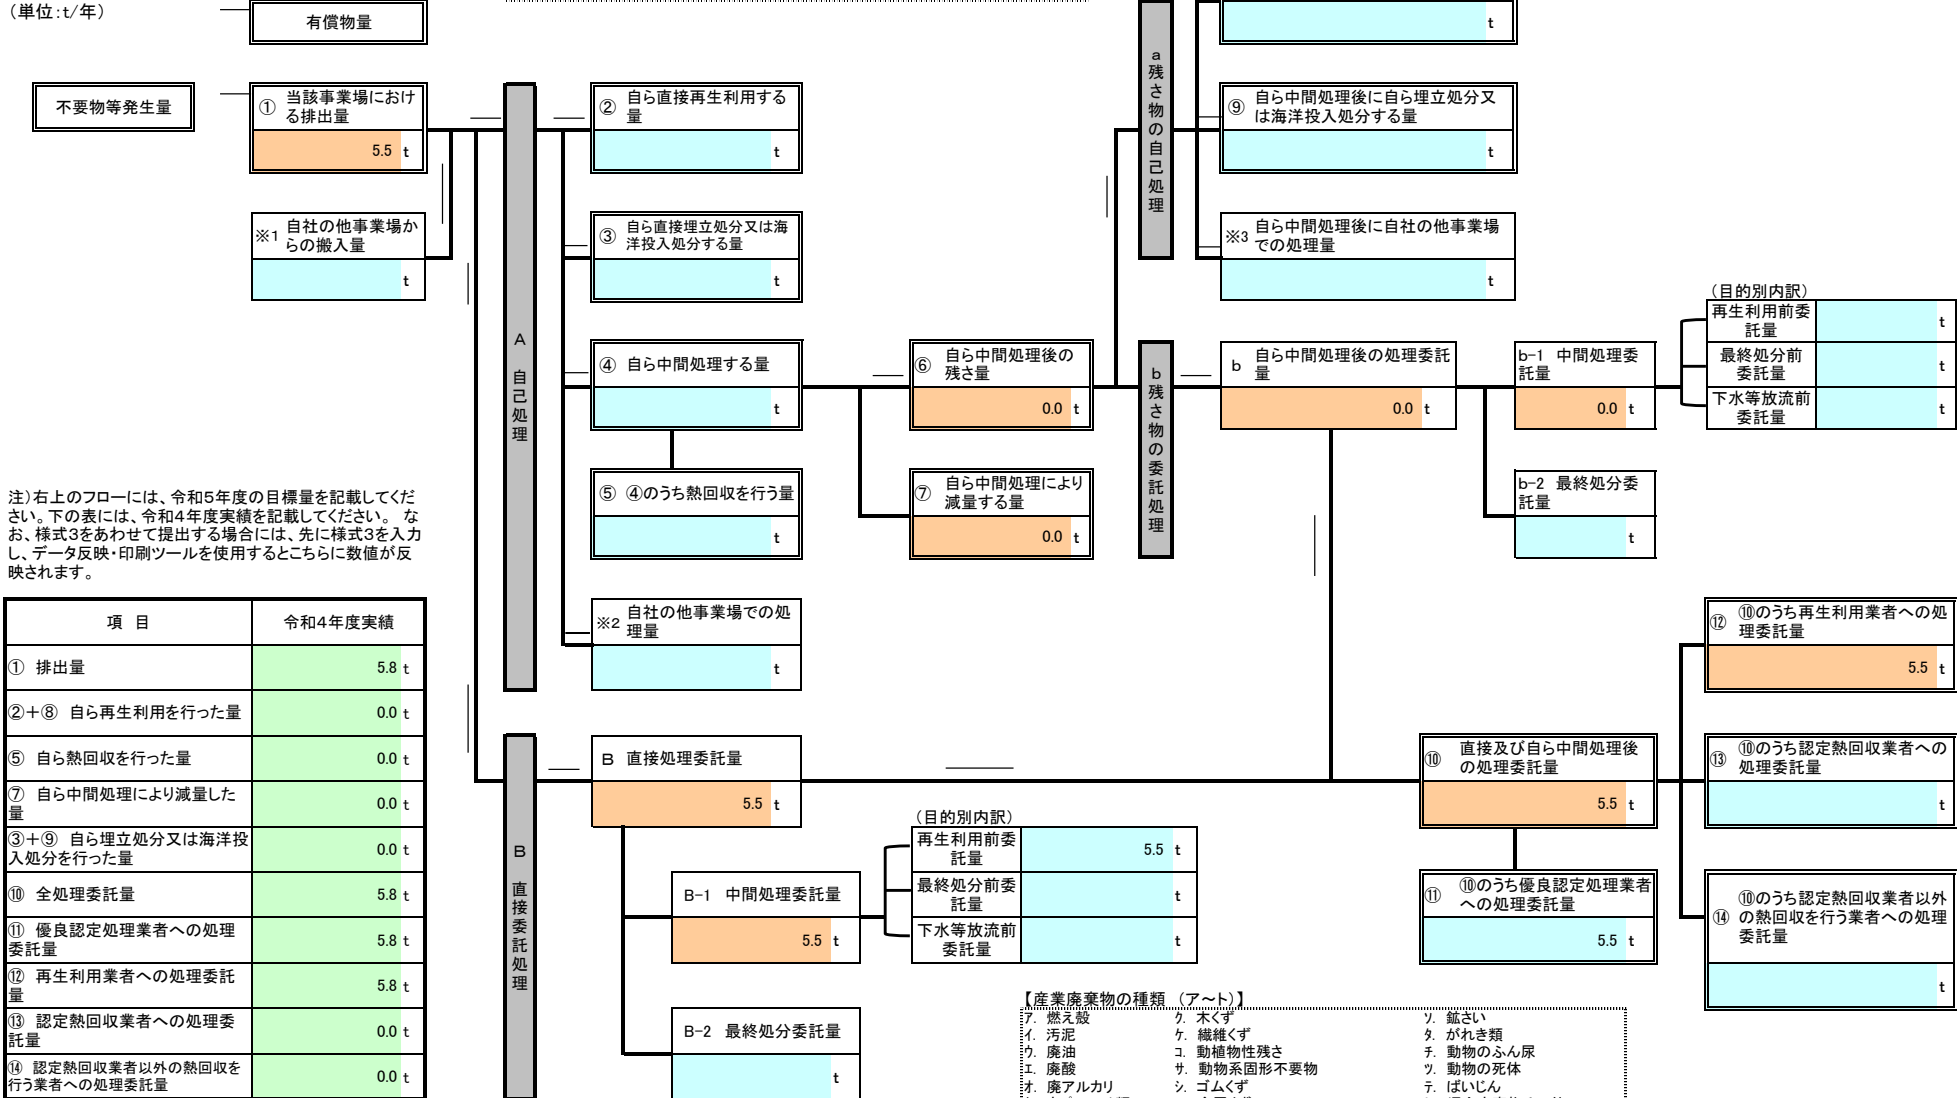 （単位：t/年）
有償物量
t
不要物等発生量
① 当該事業場におけ
る排出量
5.5 t
※1 自社の他事業場か
らの搬入量
t
A 自己処理
② 自ら直接再生利用する
量
t
③ 自ら直接埋立処分又は海
洋投入処分する量
t
④ 自ら中間処理する量
t
⑤ ④のうち熱回収を行う量
t
※2 自社の他事業場での処
理量
t
⑥ 自ら中間処理後の
残さ量
0.0 t
⑦ 自ら中間処理により
減量する量
0.0 t
a 残さ物の自己処理
⑨ 自ら中間処理後に自ら埋立処分又
は海洋投入処分する量
t
※3 自ら中間処理後に自社の他事業場
での処理量
t
b 残さ物の委託処理
b 自ら中間処理後の処理委託
量
0.0 t
b-1 中間処理委
託量
0.0 t
（目的別内訳）
再生利用前委
託量
t
最終処分前
委託量
t
下水等放流前
委託量
t
b-2 最終処分委
託量
t
注）右上のフローには、令和5年度の目標量を記載してくだ
さい。下の表には、令和4年度実績を記載してください。 な
お、様式3をあわせて提出する場合には、先に様式3を入力
し、データ反映・印刷ツールを使用するとこちらに数値が反
映されます。
項 目 令和4年度実績
① 排出量 5.8 t
②＋⑧ 自ら再生利用を行った量 0.0 t
⑤ 自ら熱回収を行った量 0.0 t
⑦ 自ら中間処理により減量した
量 0.0 t
③＋⑨ 自ら埋立処分又は海洋投
入処分を行った量 0.0 t
⑩ 全処理委託量 5.8 t
⑪ 優良認定処理業者への処理
委託量 5.8 t
⑫ 再生利用業者への処理委託
量 5.8 t
⑬ 認定熱回収業者への処理委
託量 0.0 t
⑭ 認定熱回収業者以外の熱回収を
行う業者への処理委託量 0.0 t
B 直接委託処理
B 直接処理委託量
5.5 t
B-1 中間処理委託量
5.5 t
B-2 最終処分委託量
t
（目的別内訳）
再生利用前委
託量
5.5 t
最終処分前委
託量
t
下水等放流前
委託量
t
⑩ 直接及び自ら中間処理後
の処理委託量
5.5 t
⑪ ⑩のうち優良認定処理業者
への処理委託量
5.5 t
⑫ ⑩のうち再生利用業者への処
理委託量
5.5 t
⑬ ⑩のうち認定熱回収業者への
処理委託量
t
⑭ ⑩のうち認定熱回収業者以外
の熱回収を行う業者への処理
委託量
t
【産業廃棄物の種類 （ア～ト）】
ア. 燃え殻 ク. 木くず ソ. 鉱さい
イ. 汚泥 ケ. 繊維くず タ. がれき類
ウ. 廃油 コ. 動植物性残さ チ. 動物のふん尿
エ. 廃酸 サ. 動物系固形不要物 ツ. 動物の死体
オ. 廃アルカリ シ. ゴムくず テ. ばいじん